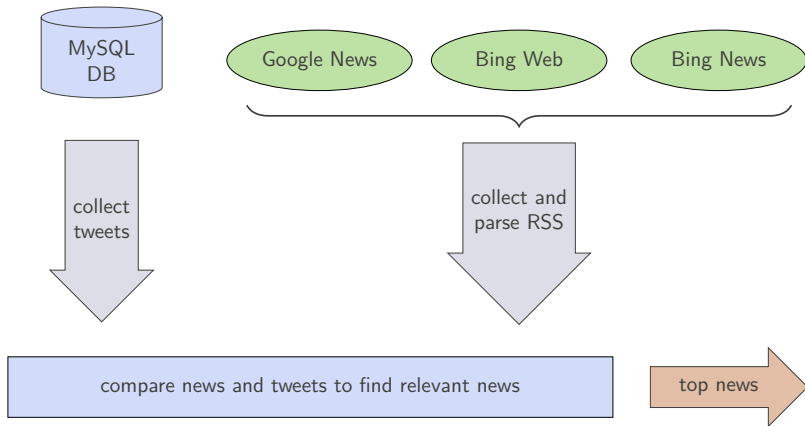 MySQL
DB
Google News
Bing Web
Bing News
collect
tweets
collect and
parse RSS
compare news and tweets to find relevant news
top news